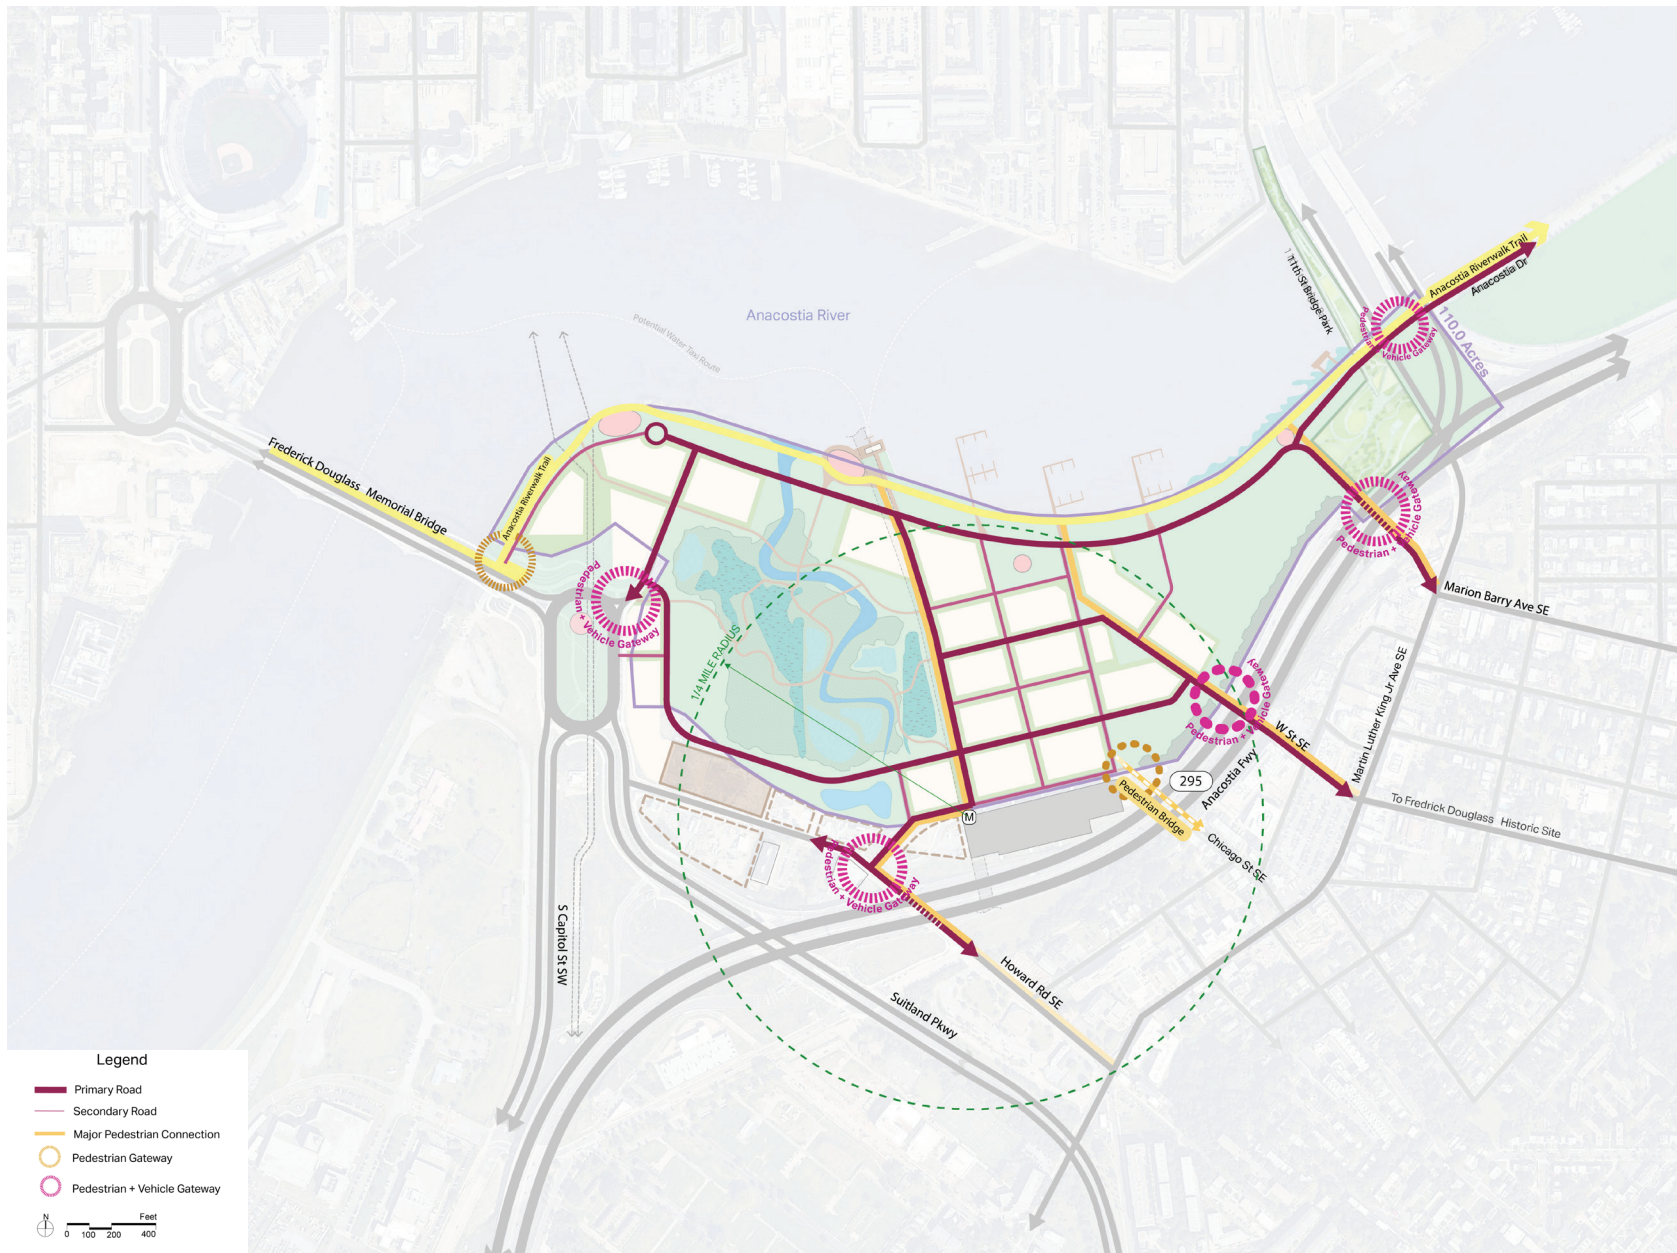 Anacostia Riverwalk Trail
Anacostia Dr
11th St Bridge Park
Pedestrian + Vehicle Gateway
110.0 Acres
Anacostia River
Potential Water Taxi Route
Frederick Douglass Memorial Bridge
Anacostia Riverwalk Trail
Pedestrian + Vehicle Gateway
Pedestrian + Vehicle Gateway
Marion Barry Ave SE
1/4 MILE RADIUS
Pedestrian + Vehicle Gateway
W St SE
Martin Luther King Jr Ave SE
295
Anacostia Fwy
Pedestrian Bridge
Chicago St SE
To Fredrick Douglass Historic Site
M
Pedestrian + Vehicle Gateway
S Capitol St SW
Howard Rd SE
Suitland Pkwy
Legend
Primary Road
Secondary Road
Major Pedestrian Connection
Pedestrian Gateway
Pedestrian + Vehicle Gateway
N
Feet
0 100 200 400